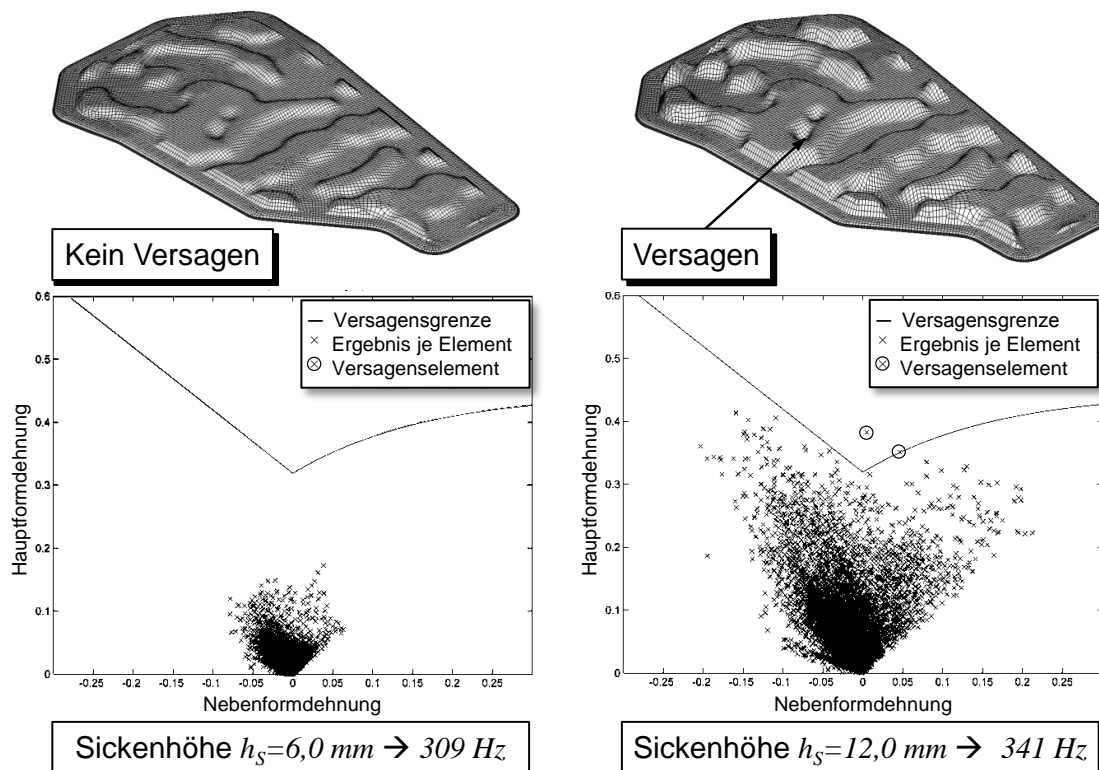 Kein Versagen
Versagen
0.6
0.5
0.4
0.3
0.2
0.1
0
Hauptformdehnung
Versagensgrenze
Ergebnis je Element
Versagenselement
-0.25 -0.2 -0.15 -0.1 -0.05 0 0.05 0.1 0.15 0.2 0.25
Nebenformdehnung
0.6
0.5
0.4
0.3
0.2
0.1
0
Hauptformdehnung
Versagensgrenze
Ergebnis je Element
Versagenselement
-0.25 -0.2 -0.15 -0.1 -0.05 0 0.05 0.1 0.15 0.2 0.25
Nebenformdehnung
Sickenhöhe hS=6,0 mm → 309 Hz
Sickenhöhe hS=12,0 mm → 341 Hz